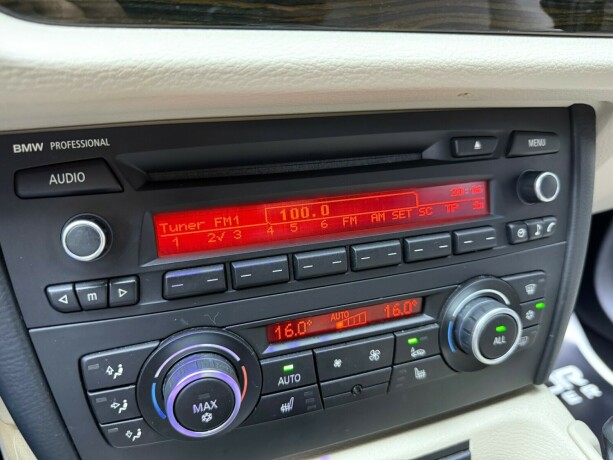 BMW PROFESSIONAL
MENU
AUDIO
Tuner FM1 100.0
1 2√ 3 4 5 6 FM AM SET SC TP
m
16.0° AUTO 16.0°
AUTO
MAX
ALL